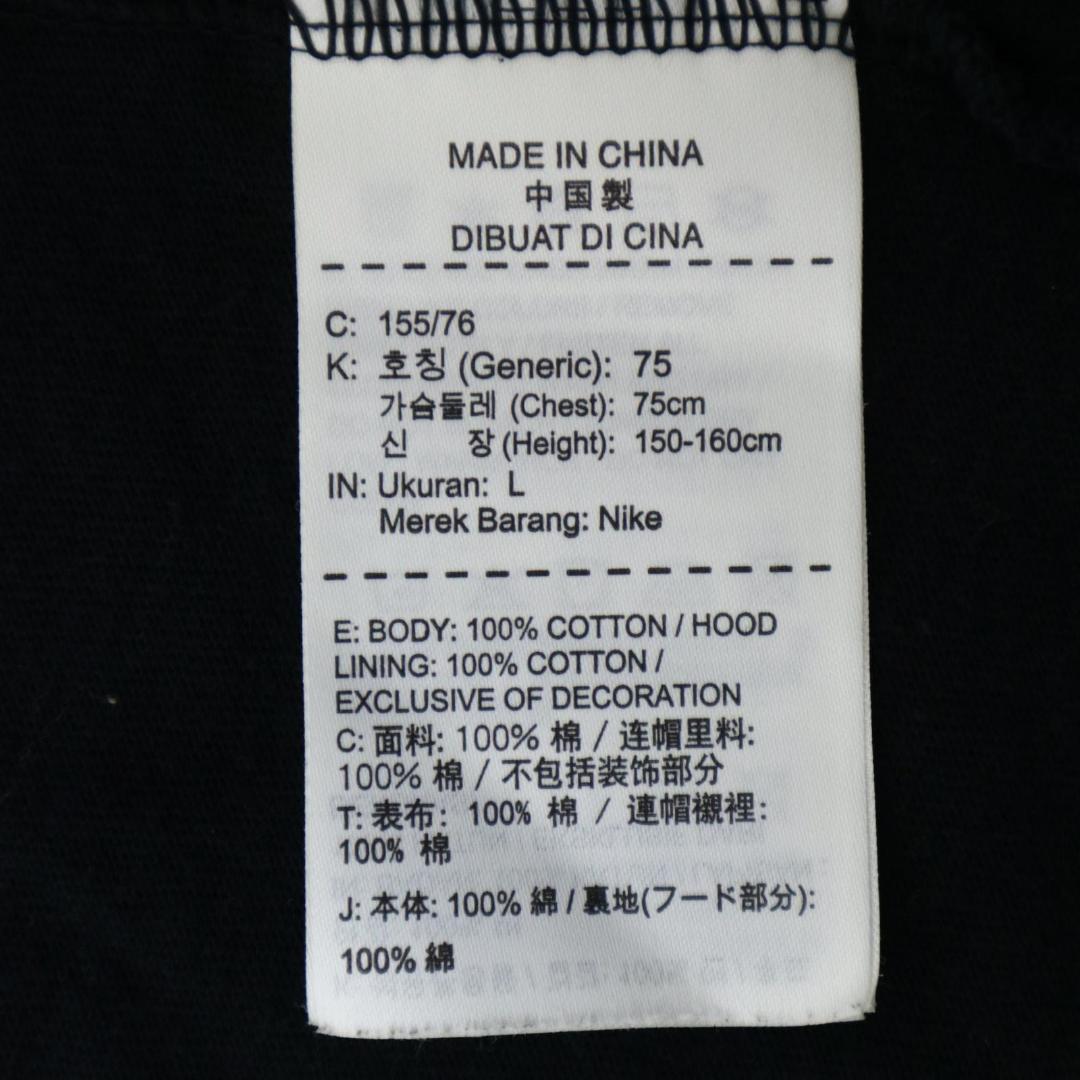 MADE IN CHINA
中国製
DIBUAT DI CINA
C: 155/76
K: 호칭 (Generic): 75
가슴둘레 (Chest): 75cm
신 장 (Height): 150-160cm
IN: Ukuran: L
Merek Barang: Nike
E: BODY: 100% COTTON / HOOD
LINING: 100% COTTON /
EXCLUSIVE OF DECORATION
C: 面料: 100% 棉 / 连帽里料:
100% 棉 / 不包括装饰部分
T: 表布: 100% 棉 / 連帽襯裡:
100% 棉
J: 本体: 100% 綿 / 裏地(フード部分):
100% 綿